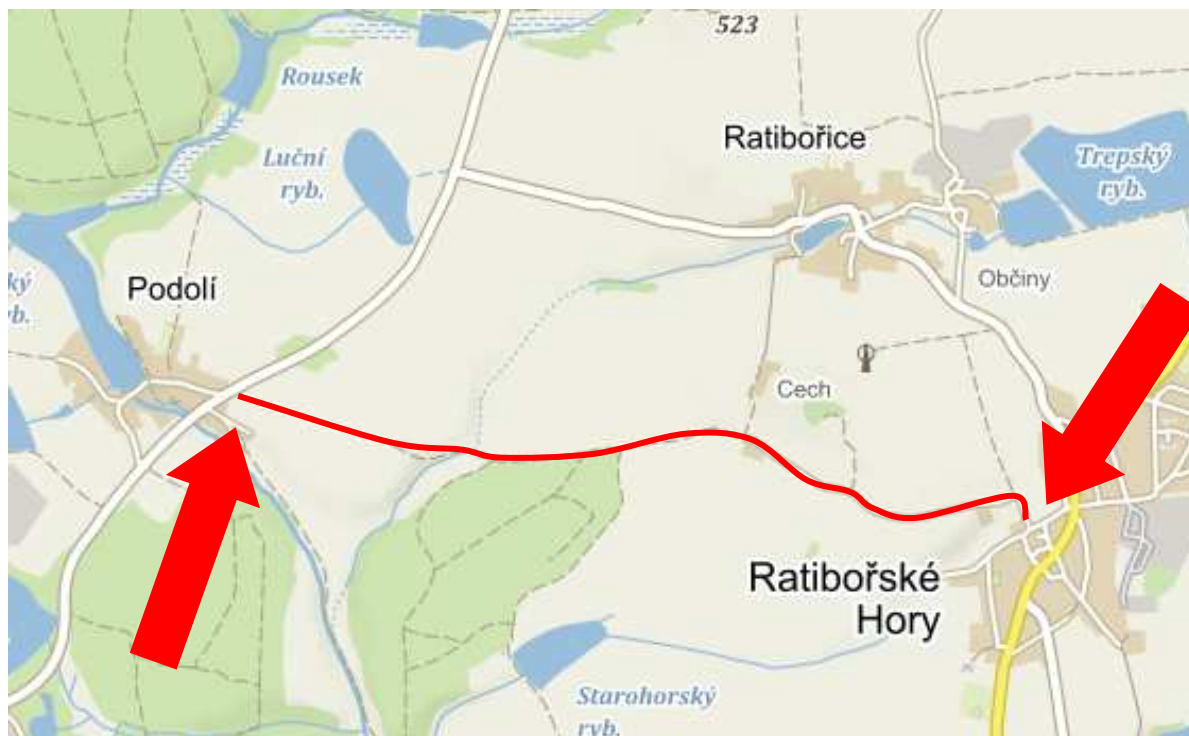 523
Rousek
Ratibořice
Luční
ryb.
Trepský
ryb.
Podolí
ký
yb.
Občiny
Cech
Ratibořské
Hory
Starohorský
ryb.